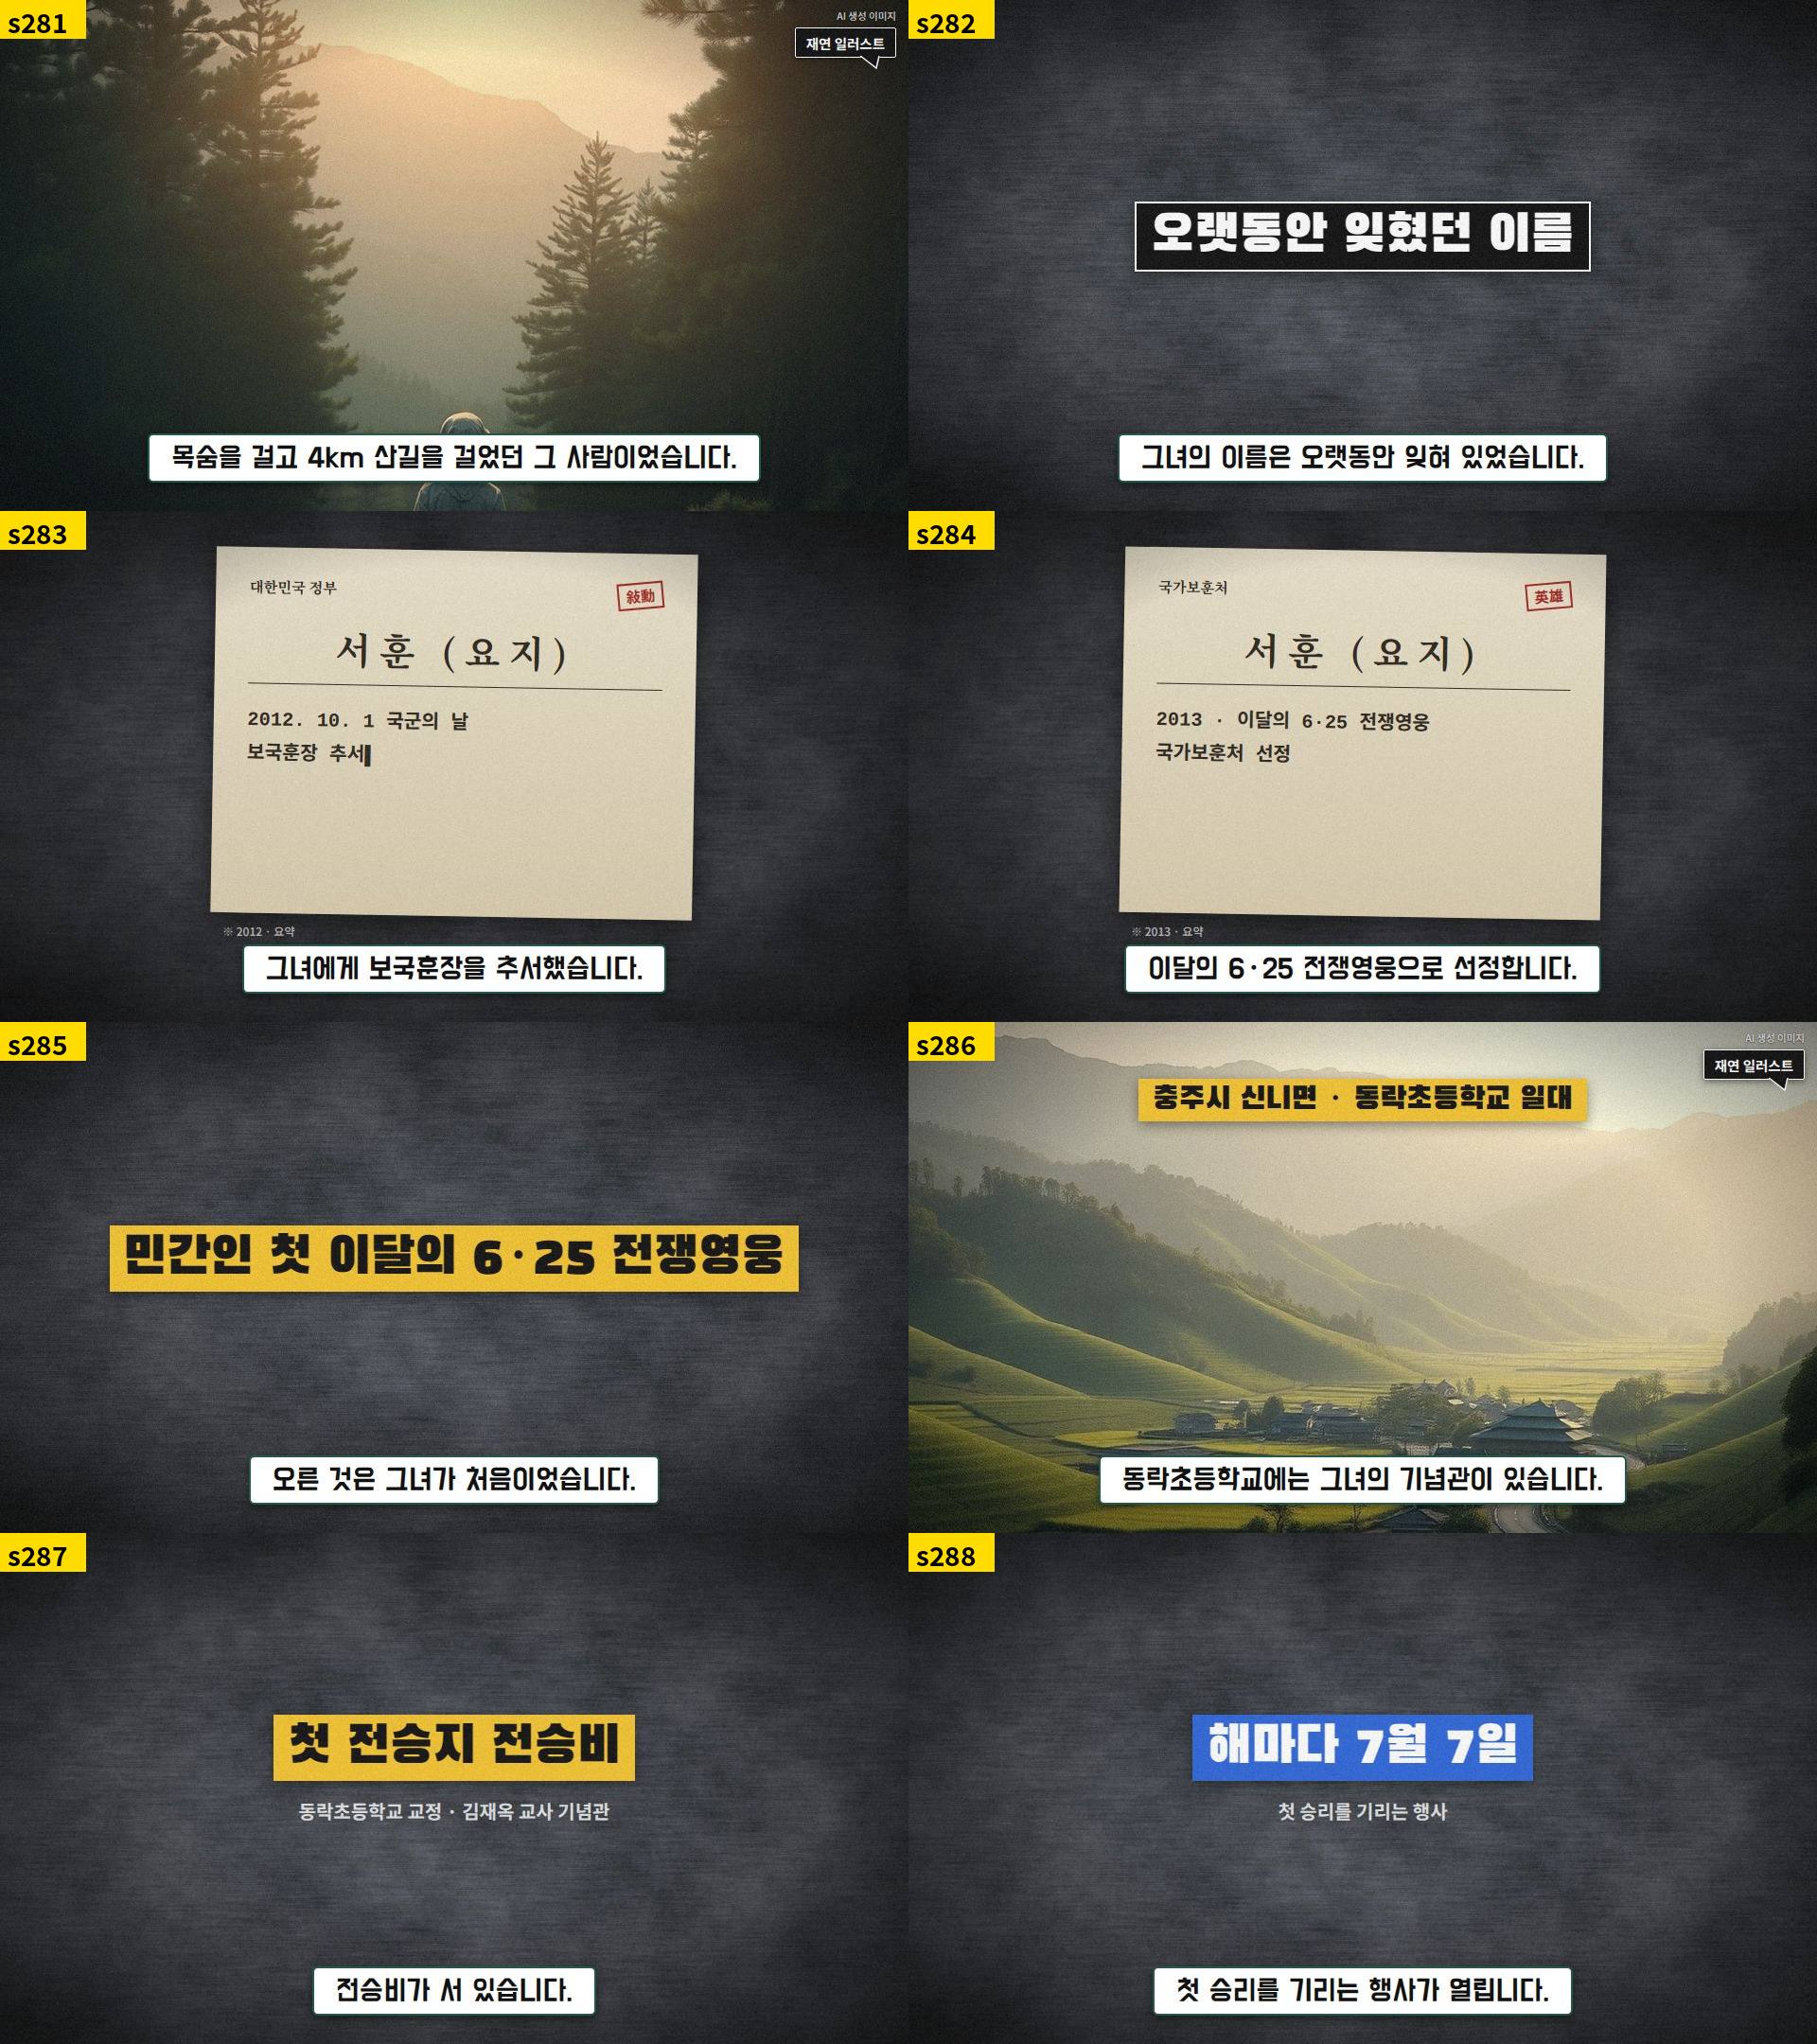 s281
AI 생성 이미지
재연 일러스트
목숨을 걸고 4km 산길을 걸었던 그 사람이었습니다.
s282
오랫동안 잊혔던 이름
그녀의 이름은 오랫동안 잊혀 있었습니다.
s283
대한민국 정부
敍勳
서훈 (요지)
2012. 10. 1 국군의 날
보국훈장 추서
※ 2012 · 요약
그녀에게 보국훈장을 추서했습니다.
s284
국가보훈처
英雄
서훈 (요지)
2013 · 이달의 6·25 전쟁영웅
국가보훈처 선정
※ 2013 · 요약
이달의 6·25 전쟁영웅으로 선정합니다.
s285
민간인 첫 이달의 6·25 전쟁영웅
오른 것은 그녀가 처음이었습니다.
s286
AI 생성 이미지
재연 일러스트
충주시 신니면 · 동락초등학교 일대
동락초등학교에는 그녀의 기념관이 있습니다.
s287
첫 전승지 전승비
동락초등학교 교정 · 김재옥 교사 기념관
전승비가 서 있습니다.
s288
해마다 7월 7일
첫 승리를 기리는 행사
첫 승리를 기리는 행사가 열립니다.